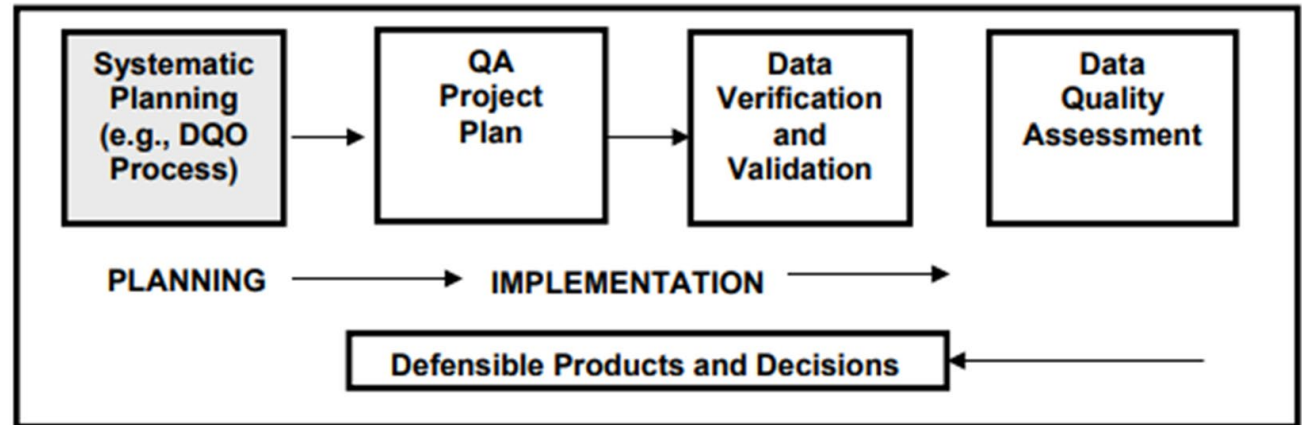 Systematic
Planning
(e.g., DQO
Process)
QA
Project
Plan
Data
Verification
and
Validation
Data
Quality
Assessment
PLANNING
IMPLEMENTATION
Defensible Products and Decisions